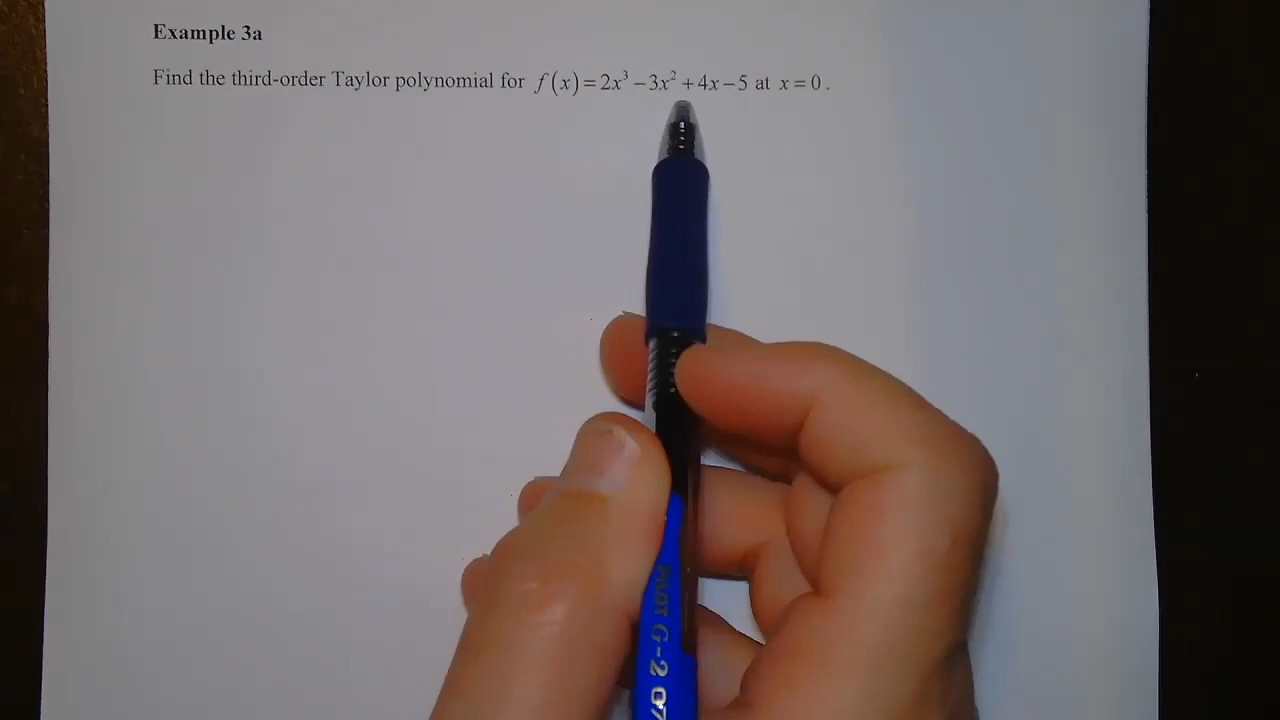 Example 3a
Find the third-order Taylor polynomial for f(x)=2x³−3x²+4x−5 at x=0.
PILOT G-2 07